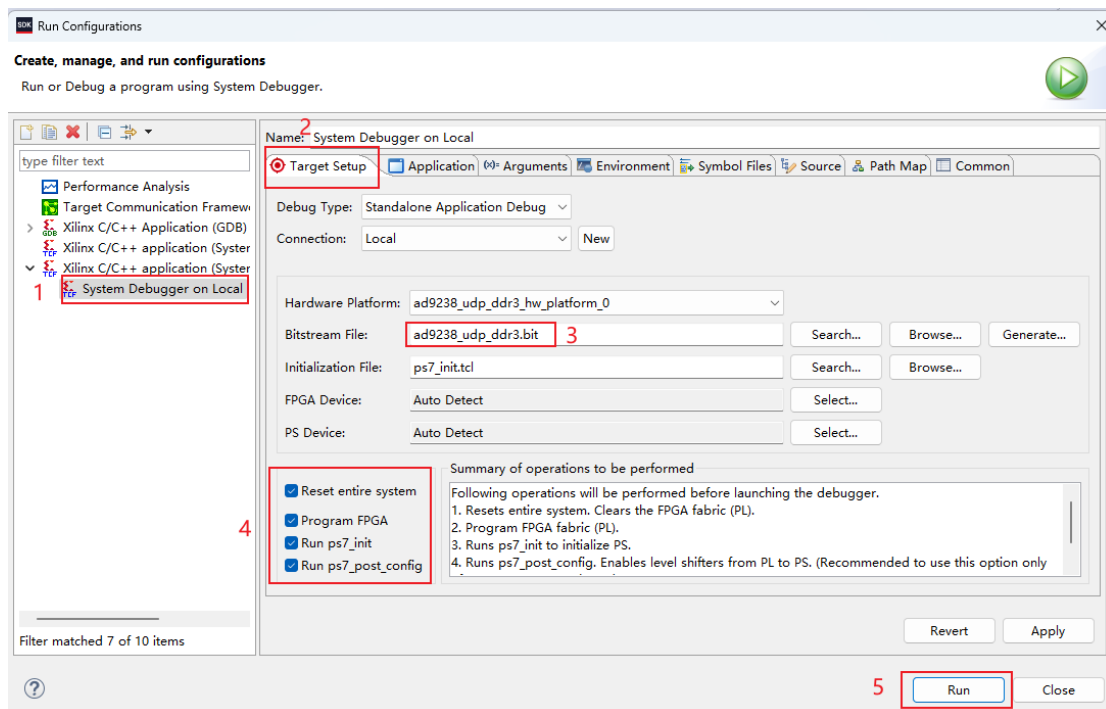 SDK Run Configurations
Create, manage, and run configurations
Run or Debug a program using System Debugger.
type filter text
Performance Analysis
Target Communication Framew
Xilinx C/C++ Application (GDB)
Xilinx C/C++ application (System
Xilinx C/C++ application (System
1 System Debugger on Local
Filter matched 7 of 10 items
2
Name: System Debugger on Local
Target Setup Application (x)= Arguments Environment Symbol Files Source Path Map Common
Debug Type: Standalone Application Debug
Connection: Local New
Hardware Platform: ad9238_udp_ddr3_hw_platform_0
Bitstream File: ad9238_udp_ddr3.bit 3 Search... Browse... Generate...
Initialization File: ps7_init.tcl Search... Browse...
FPGA Device: Auto Detect Select...
PS Device: Auto Detect Select...
4
Reset entire system
Program FPGA
Run ps7_init
Run ps7_post_config
Summary of operations to be performed
Following operations will be performed before launching the debugger.
1. Resets entire system. Clears the FPGA fabric (PL).
2. Program FPGA fabric (PL).
3. Runs ps7_init to initialize PS.
4. Runs ps7_post_config. Enables level shifters from PL to PS. (Recommended to use this option only
Revert Apply
5 Run Close